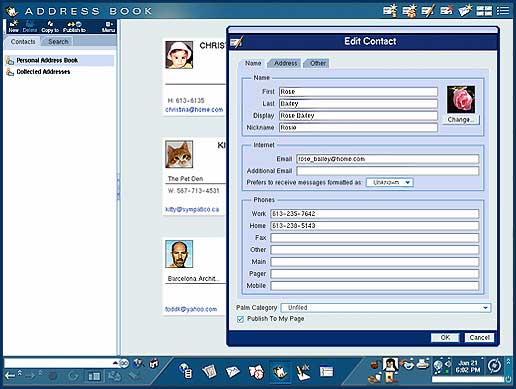 ADDRESS BOOK
New Delete Copy to Publish to Menu
Contacts Search
Personal Address Book
Collected Addresses
CHRIS
H: 613-6135
christina@home.com
KI
The Pet Den
W: 567-713-4531
kitty@sympatico.ca
Barcelona Archit...
toddk@yahoo.com
Edit Contact
Name Address Other
Name
First Rose
Last Bailey
Display Rose Bailey
Nickname Rosie
Change...
Internet
Email rose_bailey@home.com
Additional Email
Prefers to receive messages formatted as: Unknown
Phones
Work 613-235-7642
Home 613-238-5143
Fax
Other
Main
Pager
Mobile
Palm Category Unfiled
Publish To My Page
OK Cancel
Jan 21
6:02 PM